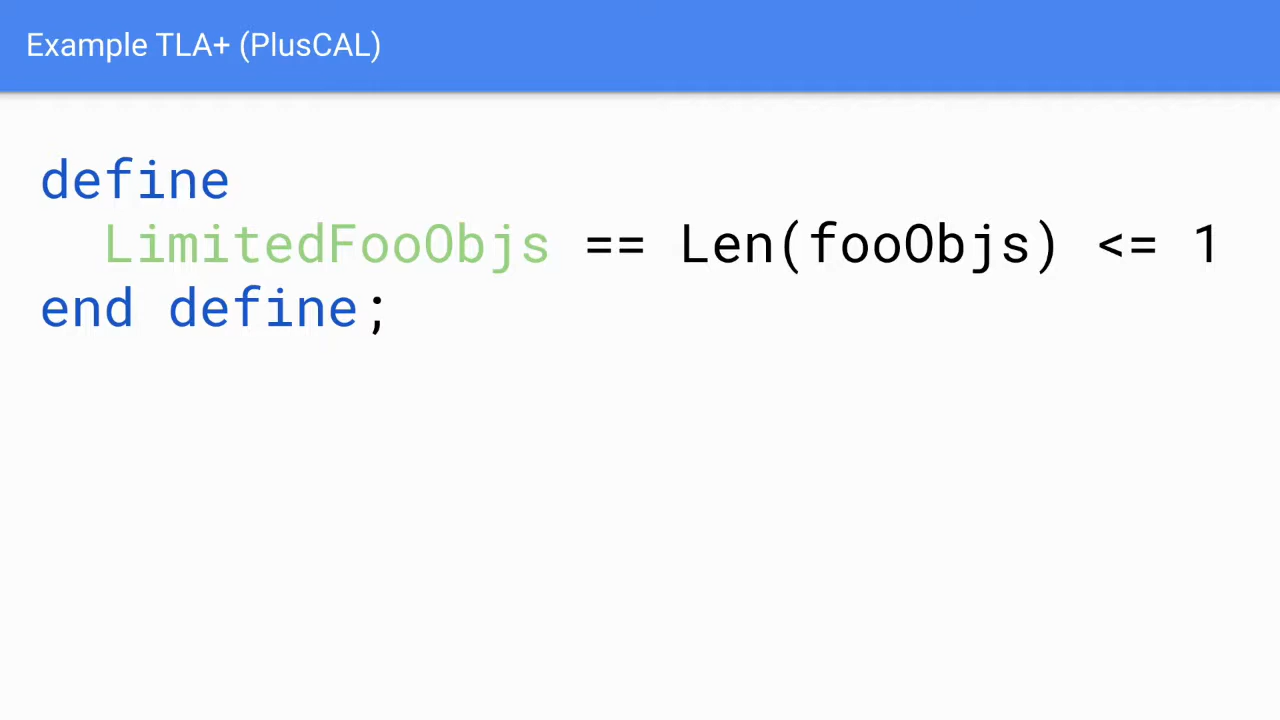 Example TLA+ (PlusCAL)
define
  LimitedFooObjs == Len(fooObjs) <= 1
end define;